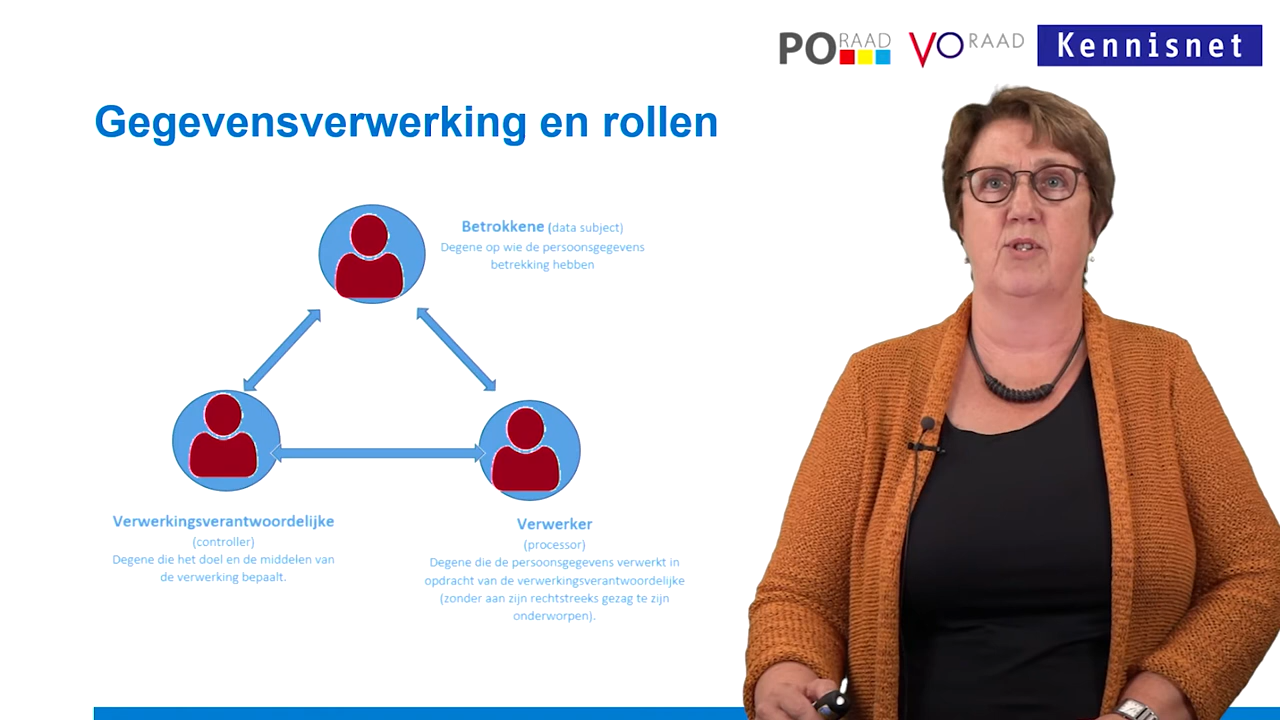 PO RAAD
VO RAAD
Kennisnet
Gegevensverwerking en rollen
Betrokkene (data subject)
Degene op wie de persoonsgegevens
betrekking hebben
Verwerkingsverantwoordelijke
(controller)
Degene die het doel en de middelen van
de verwerking bepaalt.
Verwerker
(processor)
Degene die de persoonsgegevens verwerkt in
opdracht van de verwerkingsverantwoordelijke
(zonder aan zijn rechtstreeks gezag te zijn
onderworpen).